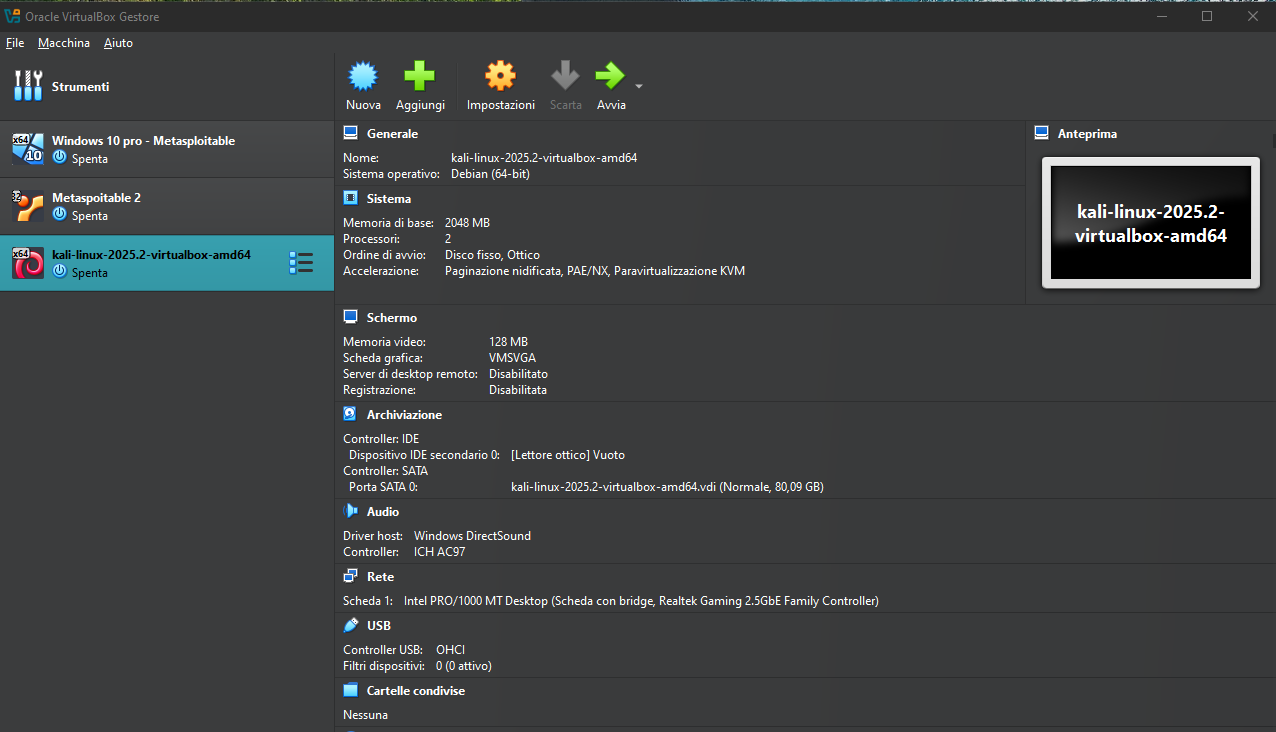 Oracle VirtualBox Gestore
File Macchina Aiuto
Strumenti
Nuova Aggiungi Impostazioni Scarta Avvia
x64 10 Windows 10 pro - Metasploitable
Spenta
32 Metaspoitable 2
Spenta
x64 kali-linux-2025.2-virtualbox-amd64
Spenta
Generale
Nome: kali-linux-2025.2-virtualbox-amd64
Sistema operativo: Debian (64-bit)
Sistema
Memoria di base: 2048 MB
Processori: 2
Ordine di avvio: Disco fisso, Ottico
Accelerazione: Paginazione nidificata, PAE/NX, Paravirtualizzazione KVM
Anteprima
kali-linux-2025.2-
virtualbox-amd64
Schermo
Memoria video: 128 MB
Scheda grafica: VMSVGA
Server di desktop remoto: Disabilitato
Registrazione: Disabilitata
Archiviazione
Controller: IDE
Dispositivo IDE secondario 0: [Lettore ottico] Vuoto
Controller: SATA
Porta SATA 0: kali-linux-2025.2-virtualbox-amd64.vdi (Normale, 80,09 GB)
Audio
Driver host: Windows DirectSound
Controller: ICH AC97
Rete
Scheda 1: Intel PRO/1000 MT Desktop (Scheda con bridge, Realtek Gaming 2.5GbE Family Controller)
USB
Controller USB: OHCI
Filtri dispositivi: 0 (0 attivo)
Cartelle condivise
Nessuna